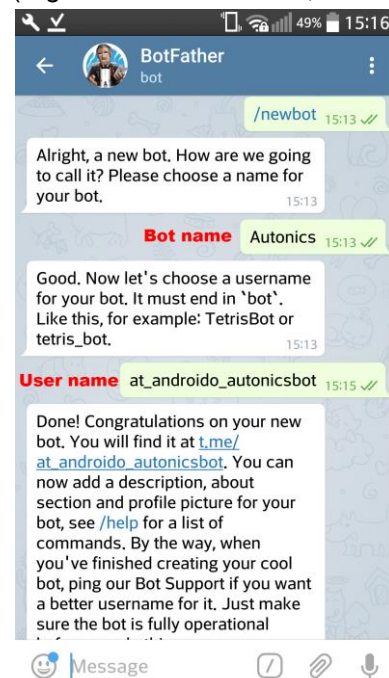 49% 15:16
BotFather
bot
/newbot 15:13
Alright, a new bot. How are we going
to call it? Please choose a name for
your bot.
15:13
Bot name Autonics 15:13
Good. Now let's choose a username
for your bot. It must end in `bot`.
Like this, for example: TetrisBot or
tetris_bot.
15:13
User name at_androido_autonicsbot 15:15
Done! Congratulations on your new
bot. You will find it at t.me/
at_androido_autonicsbot. You can
now add a description, about
section and profile picture for your
bot, see /help for a list of
commands. By the way, when
you've finished creating your cool
bot, ping our Bot Support if you want
a better username for it. Just make
sure the bot is fully operational
Message